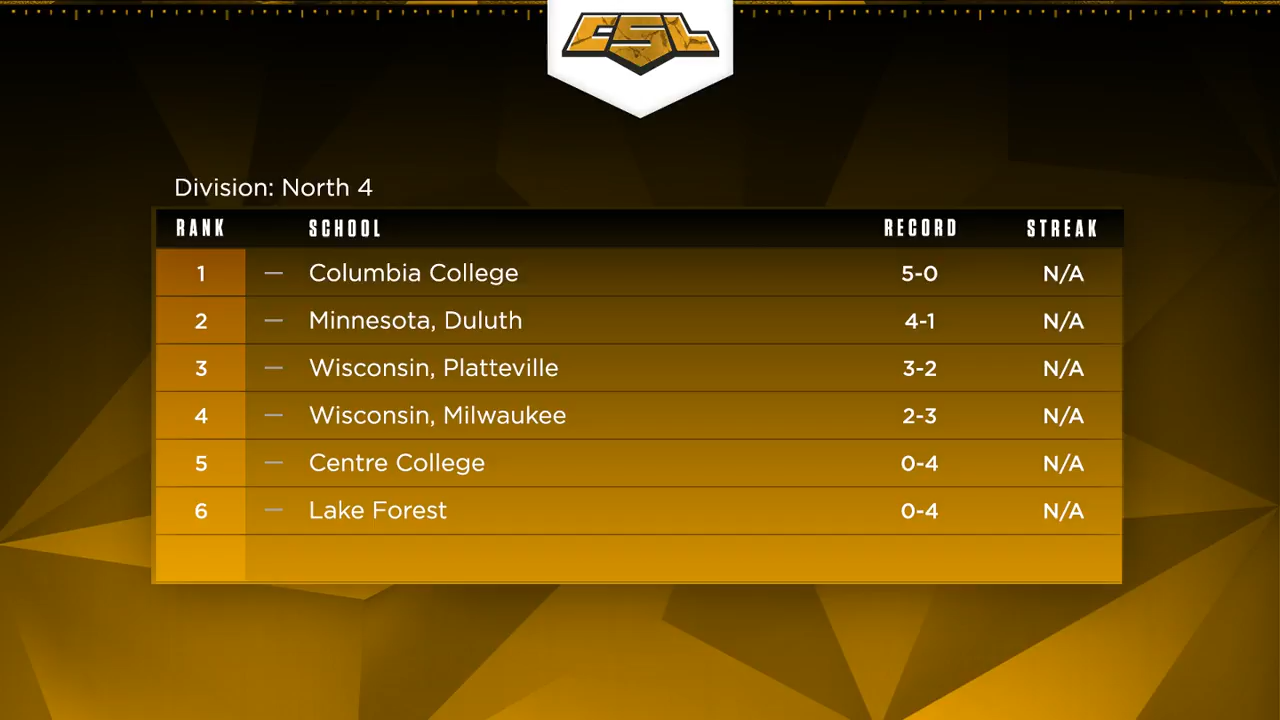 CSL
Division: North 4
RANK SCHOOL RECORD STREAK
1 — Columbia College 5-0 N/A
2 — Minnesota, Duluth 4-1 N/A
3 — Wisconsin, Platteville 3-2 N/A
4 — Wisconsin, Milwaukee 2-3 N/A
5 — Centre College 0-4 N/A
6 — Lake Forest 0-4 N/A